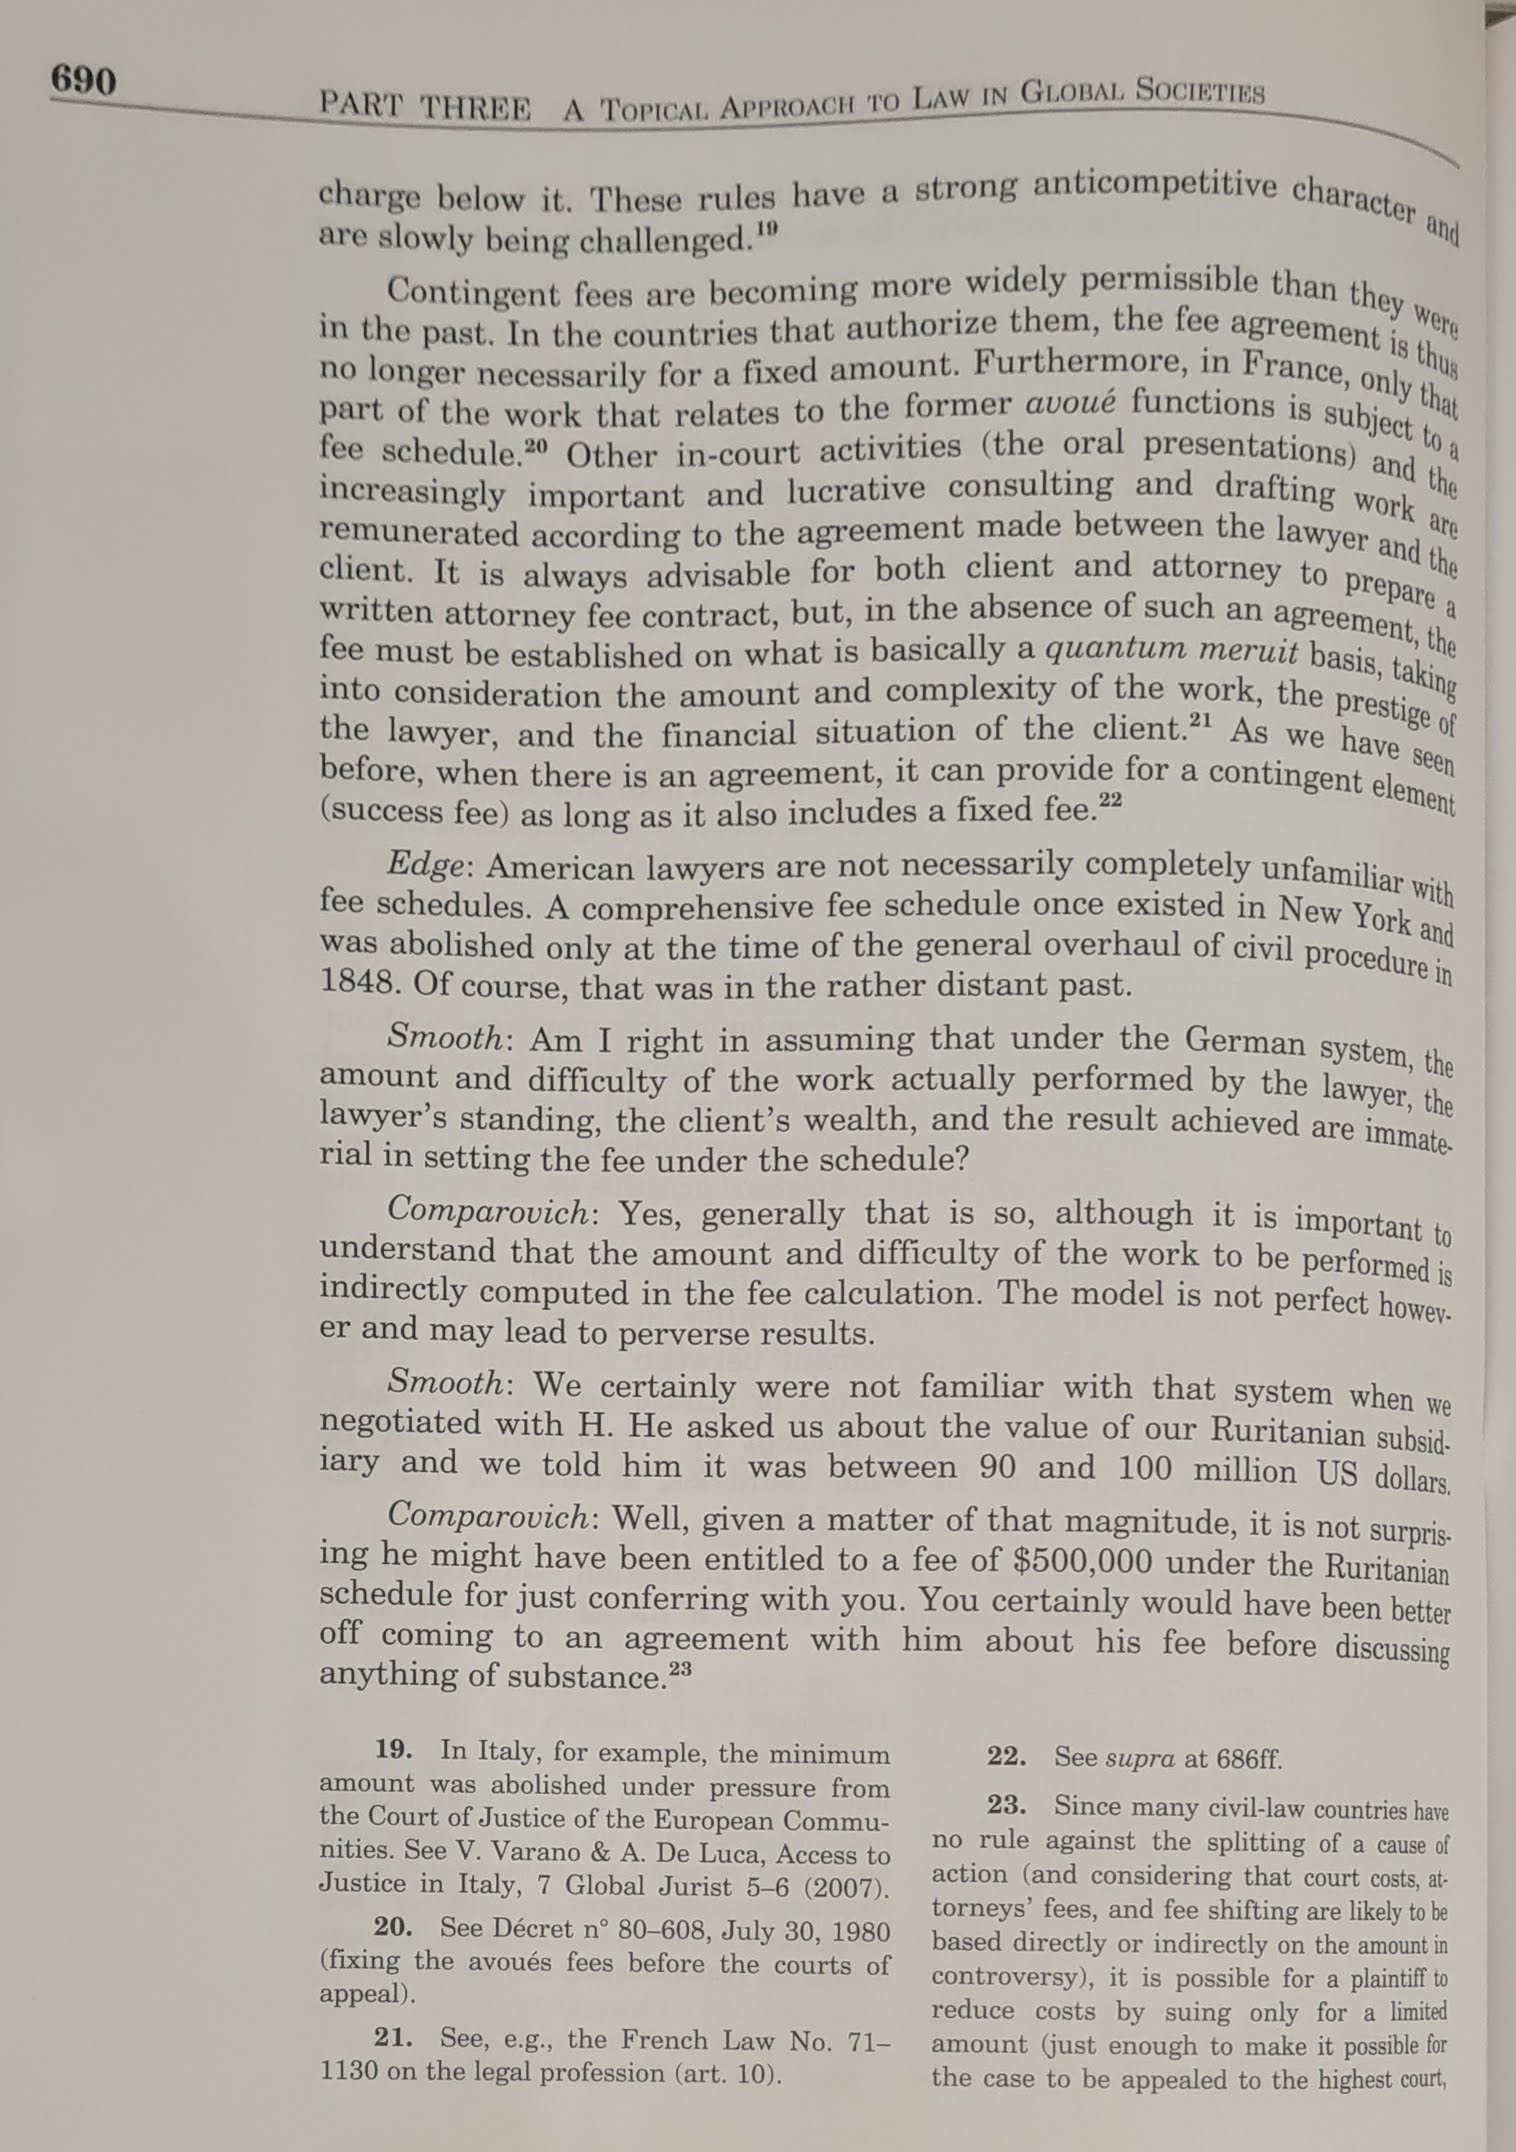 690
PART THREE A TOPICAL APPROACH TO LAW IN GLOBAL SOCIETIES
charge below it. These rules have a strong anticompetitive character and
are slowly being challenged.19
Contingent fees are becoming more widely permissible than they were
in the past. In the countries that authorize them, the fee agreement is thus
no longer necessarily for a fixed amount. Furthermore, in France, only that
part of the work that relates to the former avoué functions is subject to a
fee schedule.20 Other in-court activities (the oral presentations) and the
increasingly important and lucrative consulting and drafting work are
remunerated according to the agreement made between the lawyer and the
client. It is always advisable for both client and attorney to prepare a
written attorney fee contract, but, in the absence of such an agreement, the
fee must be established on what is basically a quantum meruit basis, taking
into consideration the amount and complexity of the work, the prestige of
the lawyer, and the financial situation of the client.21 As we have seen
before, when there is an agreement, it can provide for a contingent element
(success fee) as long as it also includes a fixed fee.22
Edge: American lawyers are not necessarily completely unfamiliar with
fee schedules. A comprehensive fee schedule once existed in New York and
was abolished only at the time of the general overhaul of civil procedure in
1848. Of course, that was in the rather distant past.
Smooth: Am I right in assuming that under the German system, the
amount and difficulty of the work actually performed by the lawyer, the
lawyer's standing, the client's wealth, and the result achieved are immate-
rial in setting the fee under the schedule?
Comparovich: Yes, generally that is so, although it is important to
understand that the amount and difficulty of the work to be performed is
indirectly computed in the fee calculation. The model is not perfect howev-
er and may lead to perverse results.
Smooth: We certainly were not familiar with that system when we
negotiated with H. He asked us about the value of our Ruritanian subsid-
iary and we told him it was between 90 and 100 million US dollars.
Comparovich: Well, given a matter of that magnitude, it is not surpris-
ing he might have been entitled to a fee of $500,000 under the Ruritanian
schedule for just conferring with you. You certainly would have been better
off coming to an agreement with him about his fee before discussing
anything of substance.23
19. In Italy, for example, the minimum
amount was abolished under pressure from
the Court of Justice of the European Commu-
nities. See V. Varano & A. De Luca, Access to
Justice in Italy, 7 Global Jurist 5–6 (2007).
20. See Décret n° 80–608, July 30, 1980
(fixing the avoués fees before the courts of
appeal).
21. See, e.g., the French Law No. 71–
1130 on the legal profession (art. 10).
22. See supra at 686ff.
23. Since many civil-law countries have
no rule against the splitting of a cause of
action (and considering that court costs, at-
torneys' fees, and fee shifting are likely to be
based directly or indirectly on the amount in
controversy), it is possible for a plaintiff to
reduce costs by suing only for a limited
amount (just enough to make it possible for
the case to be appealed to the highest court,